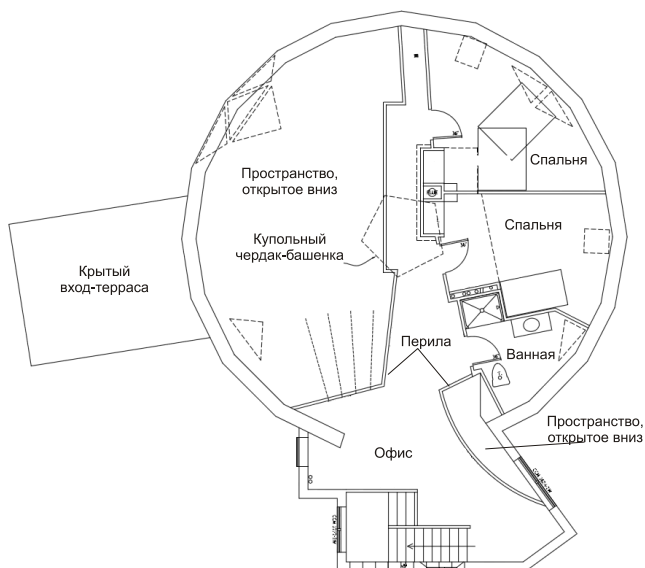 Спальня
Пространство,
открытое вниз
Спальня
Купольный
чердак-башенка
Крытый
вход-терраса
Перила
Ванная
Пространство,
открытое вниз
Офис